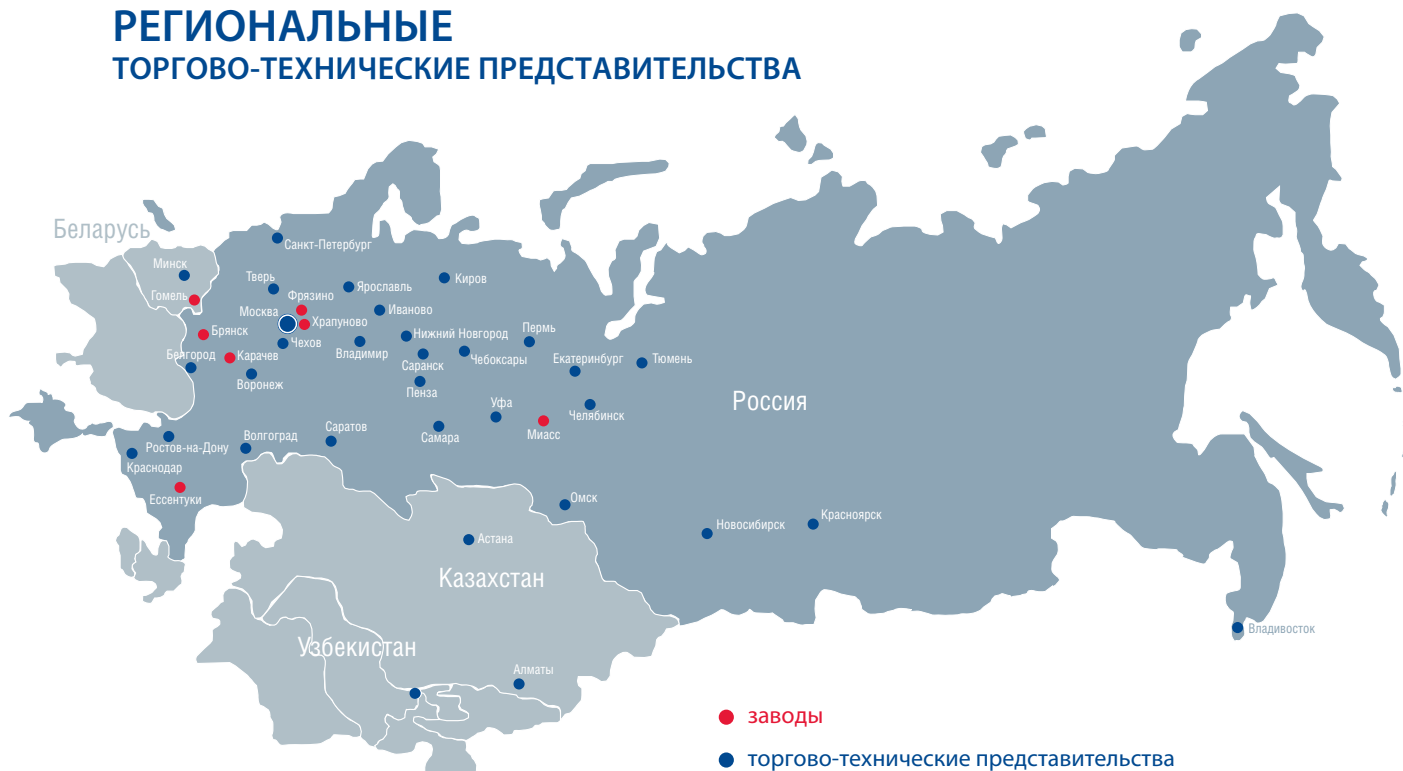 РЕГИОНАЛЬНЫЕ
ТОРГОВО-ТЕХНИЧЕСКИЕ ПРЕДСТАВИТЕЛЬСТВА
Беларусь
Санкт-Петербург
Минск
Тверь
Ярославль
Киров
Гомель
Фрязино
Москва
Иваново
Храпуново
Брянск
Нижний Новгород
Пермь
Чехов
Владимир
Белгород
Карачев
Саранск
Чебоксары
Екатеринбург
Тюмень
Воронеж
Пенза
Россия
Уфа
Челябинск
Саратов
Самара
Миасс
Волгоград
Ростов-на-Дону
Краснодар
Ессентуки
Омск
Красноярск
Новосибирск
Астана
Казахстан
Владивосток
Узбекистан
Алматы
заводы
торгово-технические представительства